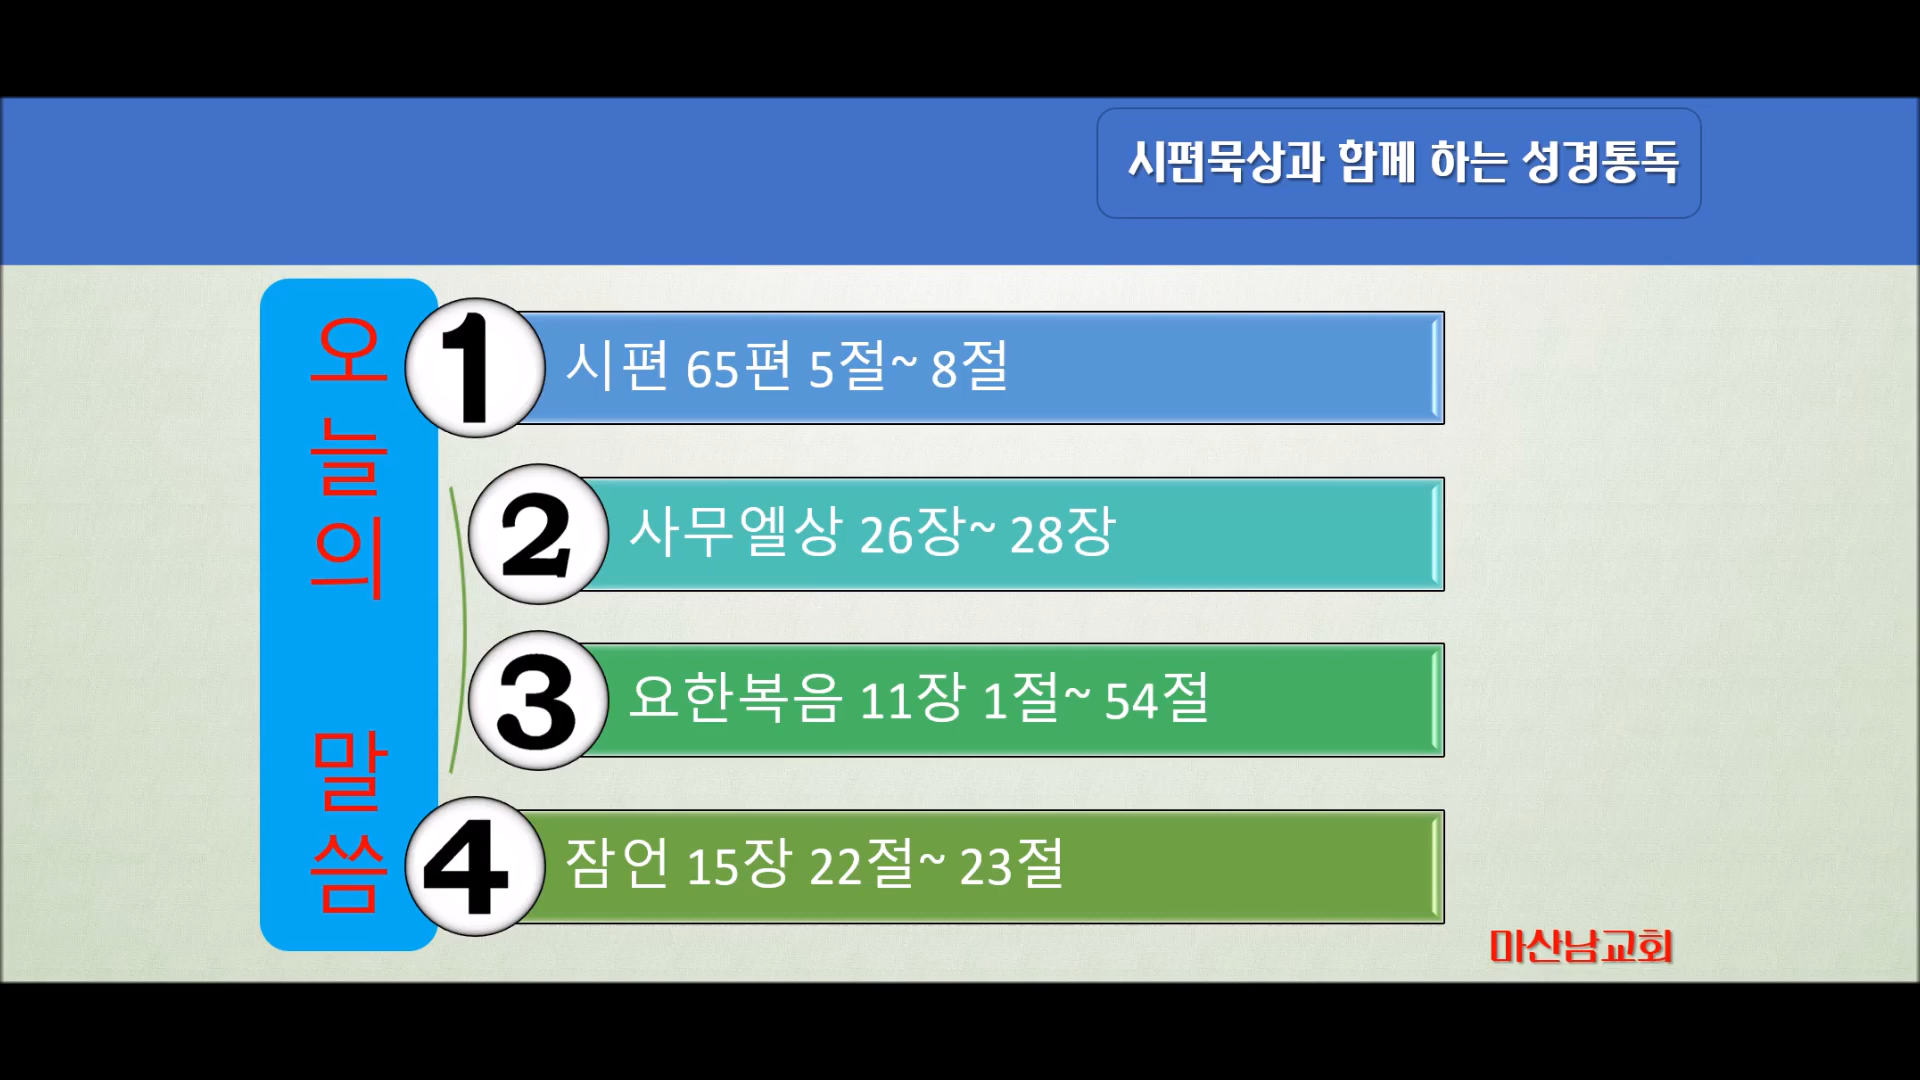 시편묵상과 함께 하는 성경통독
오늘의 말씀
1 시편 65편 5절~ 8절
2 사무엘상 26장~ 28장
3 요한복음 11장 1절~ 54절
4 잠언 15장 22절~ 23절
마산남교회